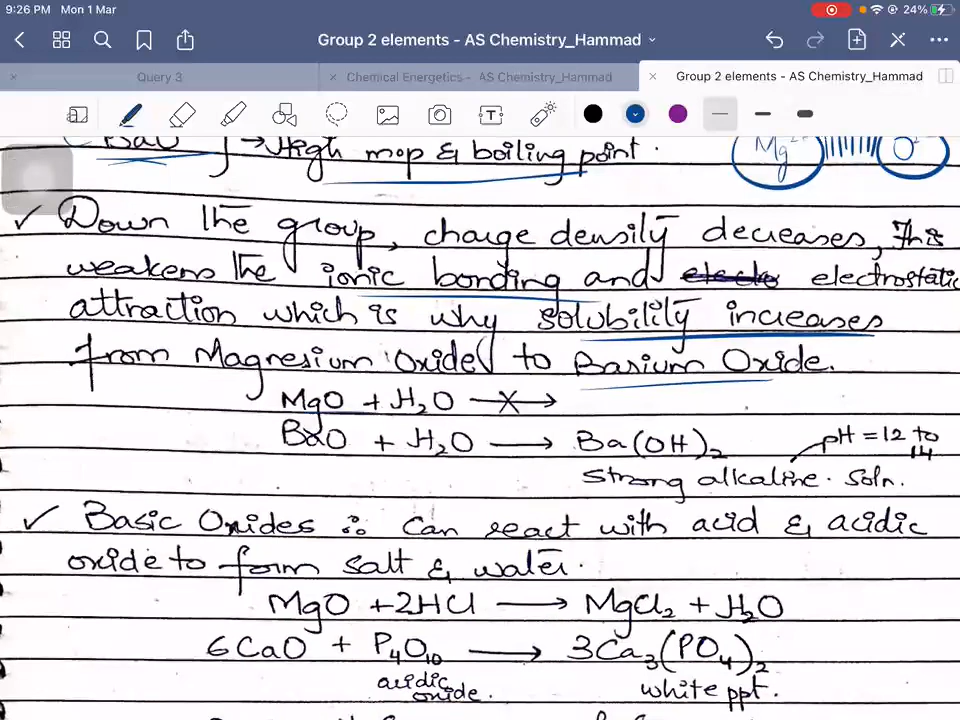 9:26 PM Mon 1 Mar
24%
Group 2 elements - AS Chemistry_Hammad
Query 3
Chemical Energetics - AS Chemistry_Hammad
Group 2 elements - AS Chemistry_Hammad
BaO → High mop & boiling point.
Mg²⁺ O²⁻
✓ Down the group, charge density decreases, This
weakens the ionic bonding and electrostatic
attraction which is why solubility increases
from Magnesium Oxide to Barium Oxide.
MgO + H₂O —X→
BaO + H₂O → Ba(OH)₂ pH = 12 to 14
Strong alkaline. soln.
✓ Basic Oxides ∴ Can react with acid & acidic
oxide to form salt & water.
MgO + 2HCl → MgCl₂ + H₂O
6CaO + P₄O₁₀ → 3Ca₃(PO₄)₂
acidic oxide. white ppt.